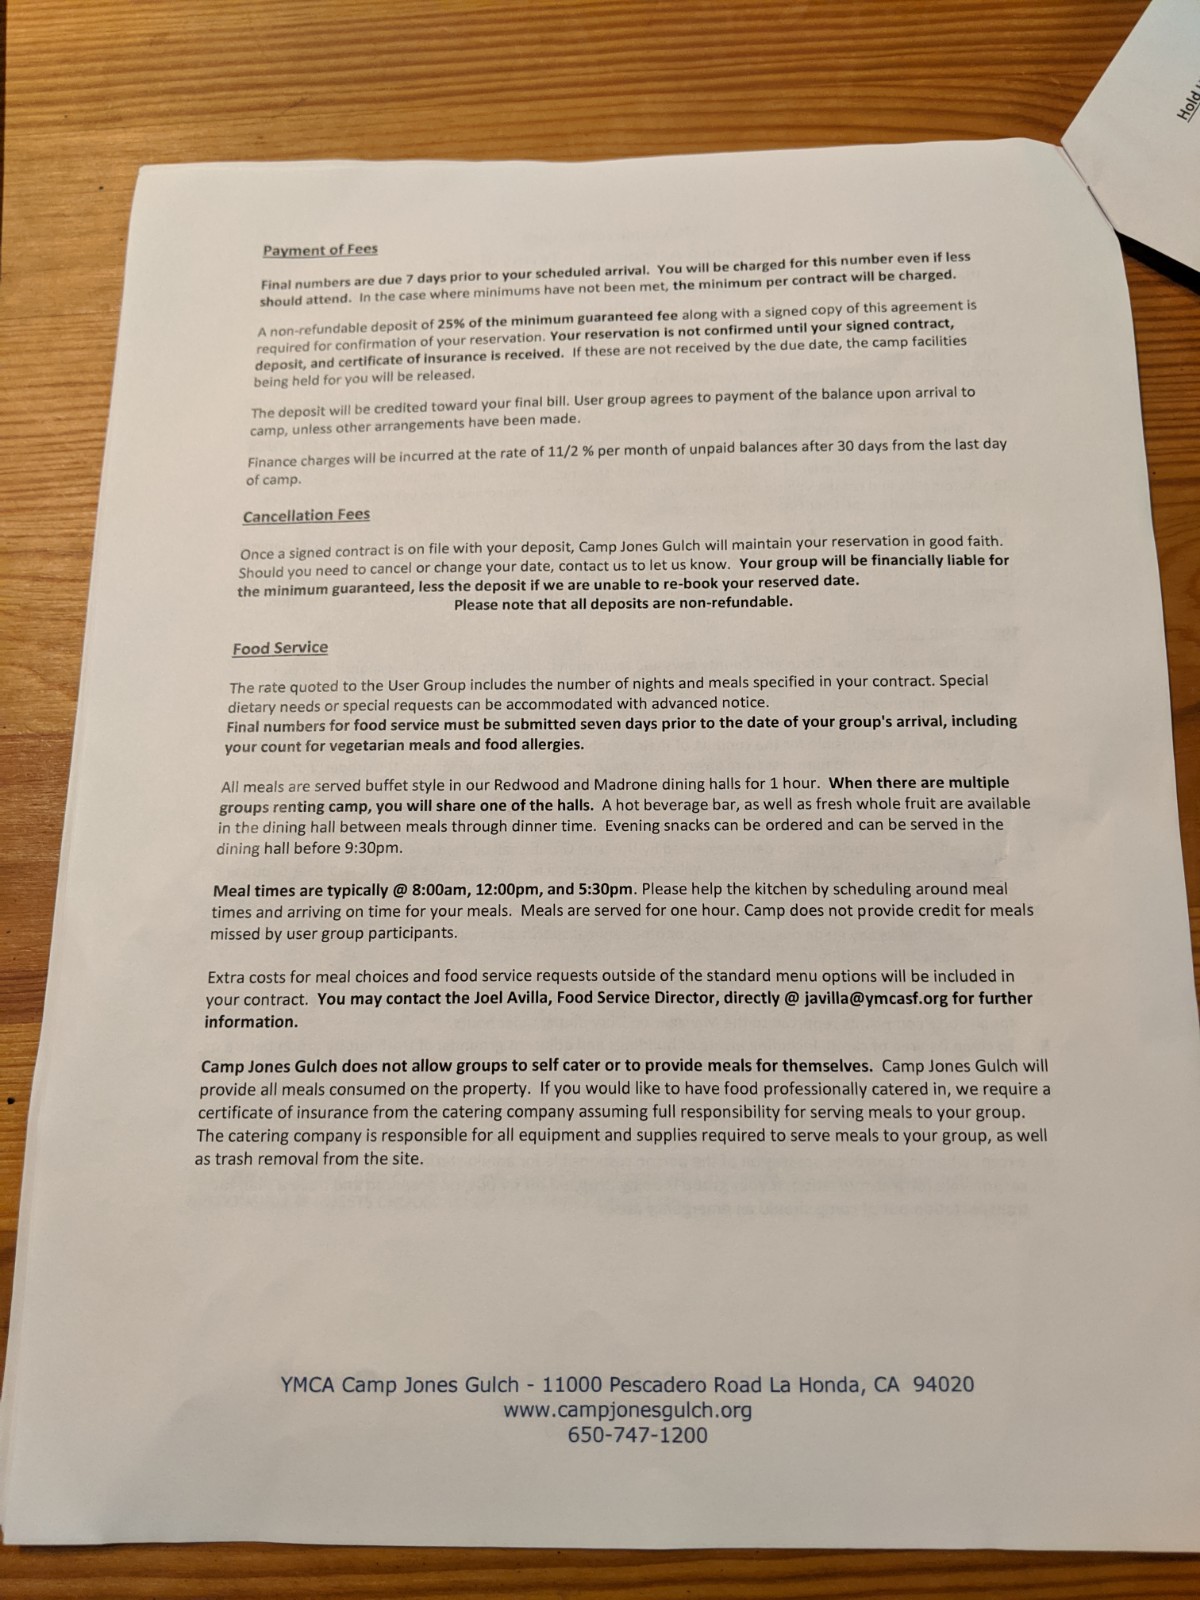 Hold
Payment of Fees
Final numbers are due 7 days prior to your scheduled arrival.  You will be charged for this number even if less
should attend.  In the case where minimums have not been met, the minimum per contract will be charged.
A non-refundable deposit of 25% of the minimum guaranteed fee along with a signed copy of this agreement is
required for confirmation of your reservation. Your reservation is not confirmed until your signed contract,
deposit, and certificate of insurance is received.  If these are not received by the due date, the camp facilities
being held for you will be released.
The deposit will be credited toward your final bill. User group agrees to payment of the balance upon arrival to
camp, unless other arrangements have been made.
Finance charges will be incurred at the rate of 11/2 % per month of unpaid balances after 30 days from the last day
of camp.
Cancellation Fees
Once a signed contract is on file with your deposit, Camp Jones Gulch will maintain your reservation in good faith.
Should you need to cancel or change your date, contact us to let us know.  Your group will be financially liable for
the minimum guaranteed, less the deposit if we are unable to re-book your reserved date.
Please note that all deposits are non-refundable.
Food Service
The rate quoted to the User Group includes the number of nights and meals specified in your contract. Special
dietary needs or special requests can be accommodated with advanced notice.
Final numbers for food service must be submitted seven days prior to the date of your group's arrival, including
your count for vegetarian meals and food allergies.
All meals are served buffet style in our Redwood and Madrone dining halls for 1 hour.  When there are multiple
groups renting camp, you will share one of the halls.  A hot beverage bar, as well as fresh whole fruit are available
in the dining hall between meals through dinner time.  Evening snacks can be ordered and can be served in the
dining hall before 9:30pm.
Meal times are typically @ 8:00am, 12:00pm, and 5:30pm. Please help the kitchen by scheduling around meal
times and arriving on time for your meals.  Meals are served for one hour. Camp does not provide credit for meals
missed by user group participants.
Extra costs for meal choices and food service requests outside of the standard menu options will be included in
your contract.  You may contact the Joel Avilla, Food Service Director, directly @ javilla@ymcasf.org for further
information.
Camp Jones Gulch does not allow groups to self cater or to provide meals for themselves.  Camp Jones Gulch will
provide all meals consumed on the property.  If you would like to have food professionally catered in, we require a
certificate of insurance from the catering company assuming full responsibility for serving meals to your group.
The catering company is responsible for all equipment and supplies required to serve meals to your group, as well
as trash removal from the site.
YMCA Camp Jones Gulch - 11000 Pescadero Road La Honda, CA  94020
www.campjonesgulch.org
650-747-1200